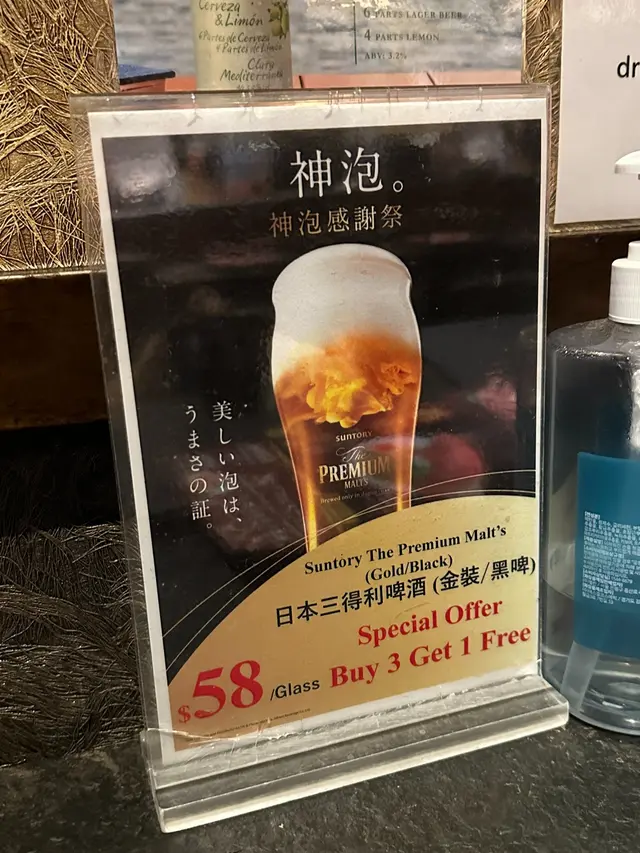 Cerveza
& Limón
6 Partes de Cerveza
4 Partes de Limón
Clara
Mediterránea
6 PARTS LAGER BEER
4 PARTS LEMON
ABV: 3.2%
dr
神泡。
神泡感謝祭
美しい泡は、
うまさの証。
SUNTORY
The
PREMIUM
MALT'S
Suntory The Premium Malt's
(Gold/Black)
日本三得利啤酒 (金裝/黑啤)
Special Offer
$58 /Glass Buy 3 Get 1 Free